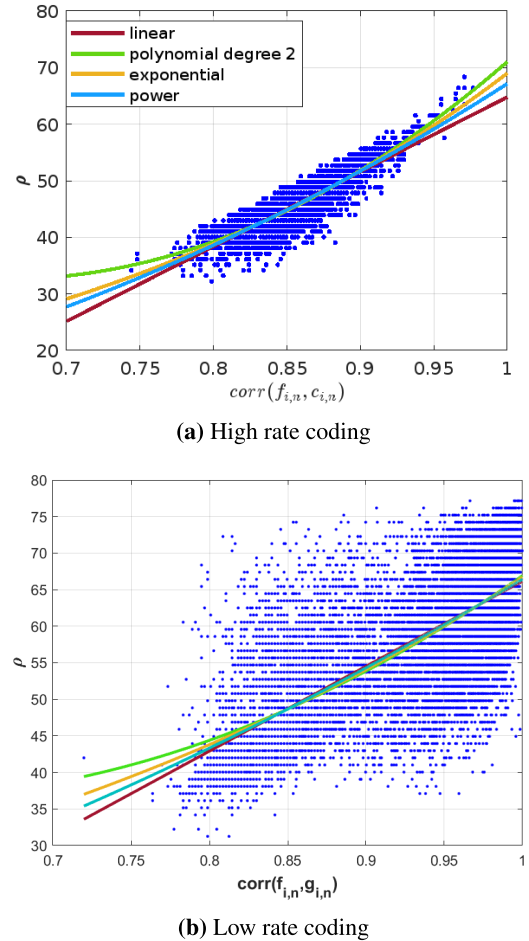 80
70
60
50
40
30
20
ρ
linear
polynomial degree 2
exponential
power
0.7 0.75 0.8 0.85 0.9 0.95 1
corr(f_{i,n}, c_{i,n})
(a) High rate coding
80
75
70
65
60
55
50
45
40
35
30
ρ
0.7 0.75 0.8 0.85 0.9 0.95 1
corr(f_{i,n},g_{i,n})
(b) Low rate coding